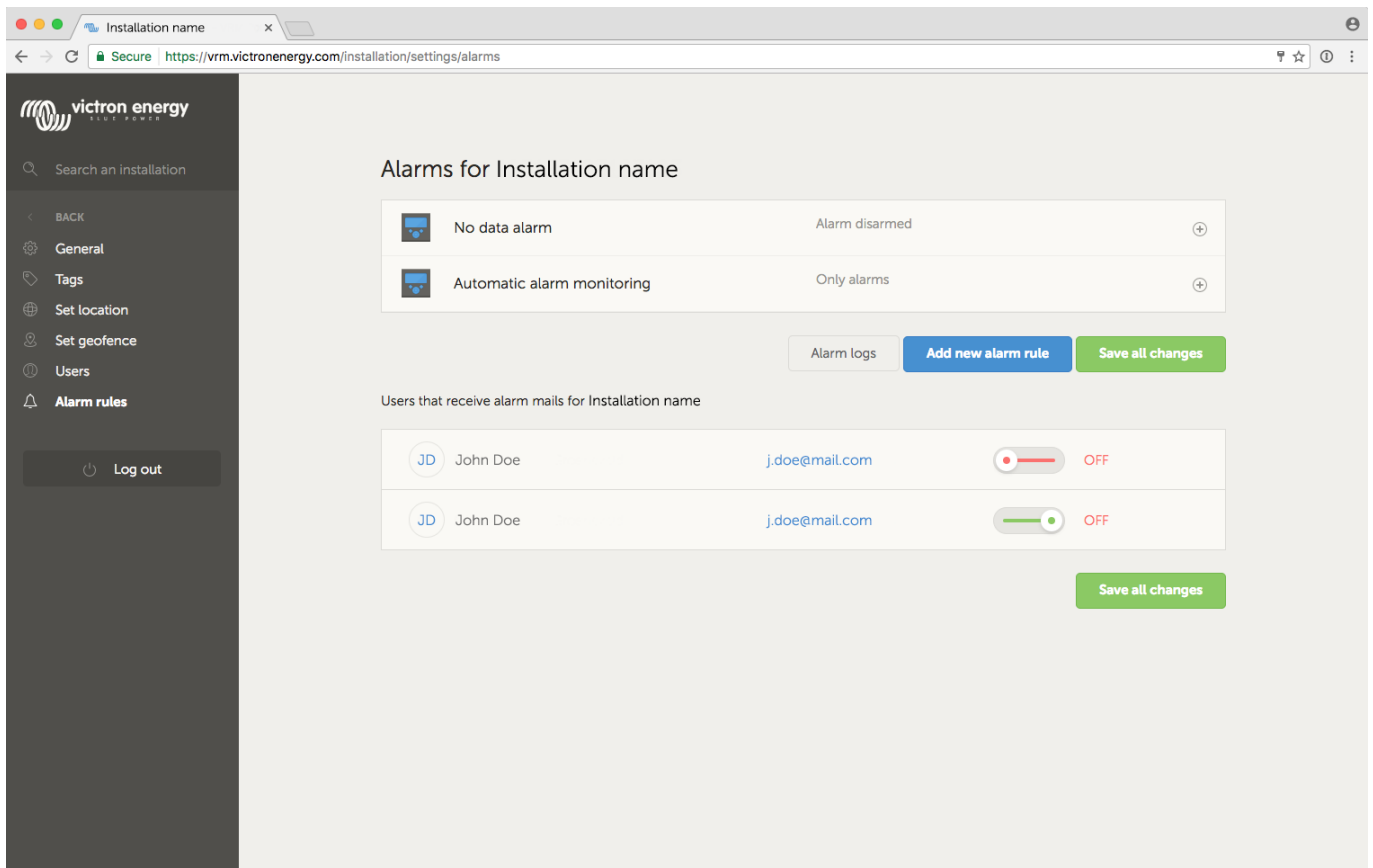 Installation name
Secure https://vrm.victronenergy.com/installation/settings/alarms
victron energy
BLUE POWER
Search an installation
BACK
General
Tags
Set location
Set geofence
Users
Alarm rules
Log out
Alarms for Installation name
No data alarm Alarm disarmed
Automatic alarm monitoring Only alarms
Alarm logs Add new alarm rule Save all changes
Users that receive alarm mails for Installation name
JD John Doe j.doe@mail.com OFF
JD John Doe j.doe@mail.com OFF
Save all changes